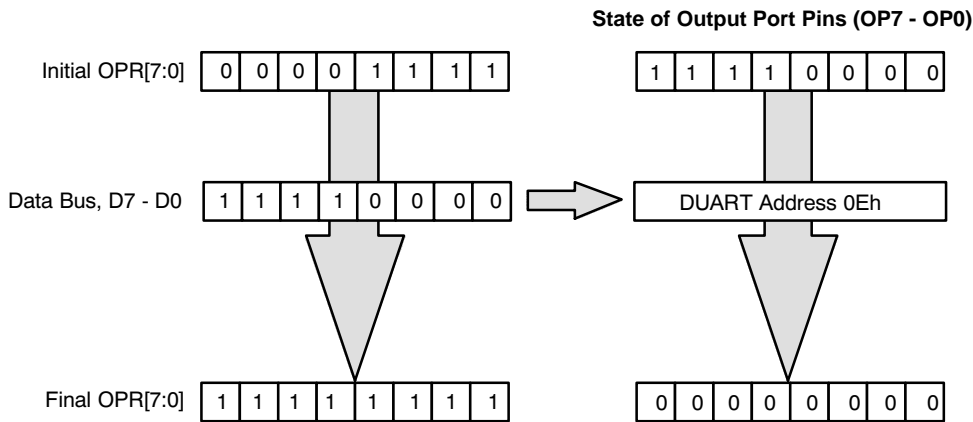 State of Output Port Pins (OP7 - OP0)
Initial OPR[7:0] 0 0 0 0 1 1 1 1 1 1 1 1 0 0 0 0
Data Bus, D7 - D0 1 1 1 1 0 0 0 0 DUART Address 0Eh
Final OPR[7:0] 1 1 1 1 1 1 1 1 0 0 0 0 0 0 0 0